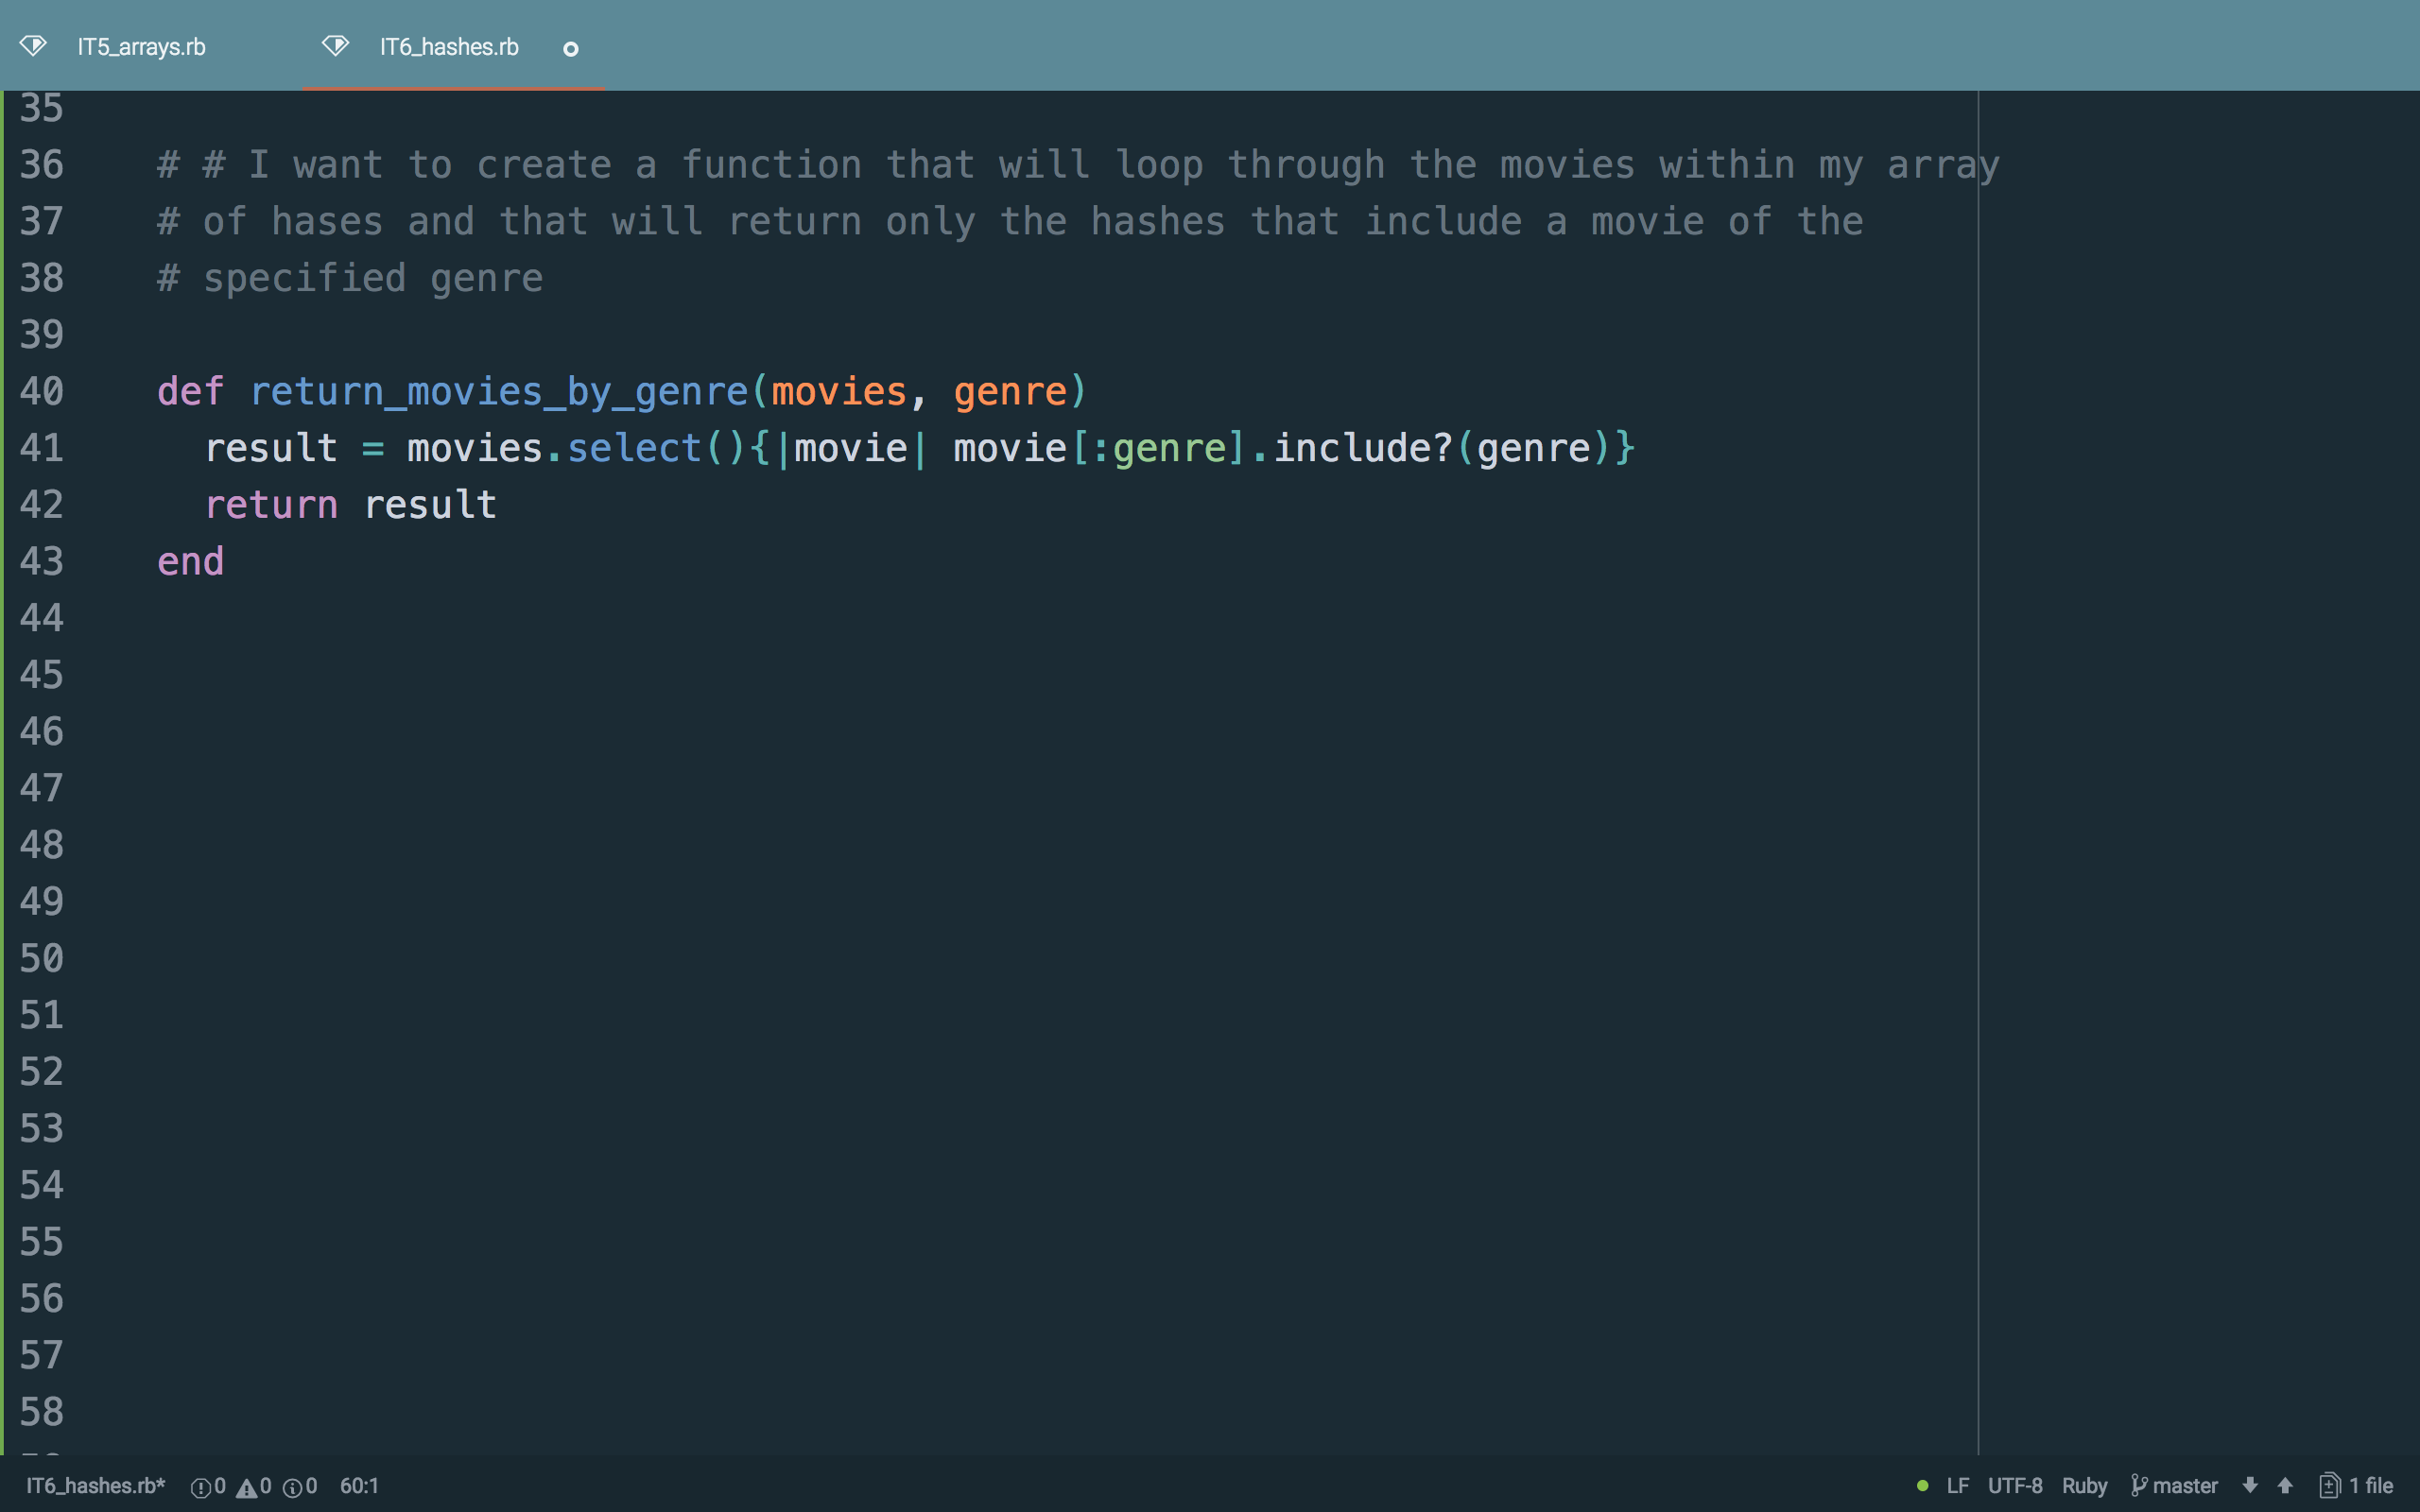 IT5_arrays.rb IT6_hashes.rb
35
36 # # I want to create a function that will loop through the movies within my array
37 # of hases and that will return only the hashes that include a movie of the
38 # specified genre
39
40 def return_movies_by_genre(movies, genre)
41 result = movies.select(){|movie| movie[:genre].include?(genre)}
42 return result
43 end
44
45
46
47
48
49
50
51
52
53
54
55
56
57
58
IT6_hashes.rb* 0 0 0 60:1 LF UTF-8 Ruby master 1 file